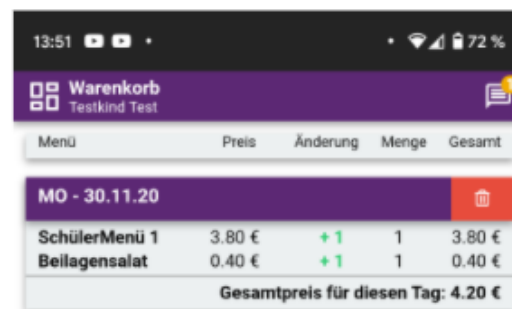 13:51 72 %
Warenkorb
Testkind Test
Menü Preis Änderung Menge Gesamt
MO - 30.11.20
SchülerMenü 1 3.80 € + 1 1 3.80 €
Beilagensalat 0.40 € + 1 1 0.40 €
Gesamtpreis für diesen Tag: 4.20 €